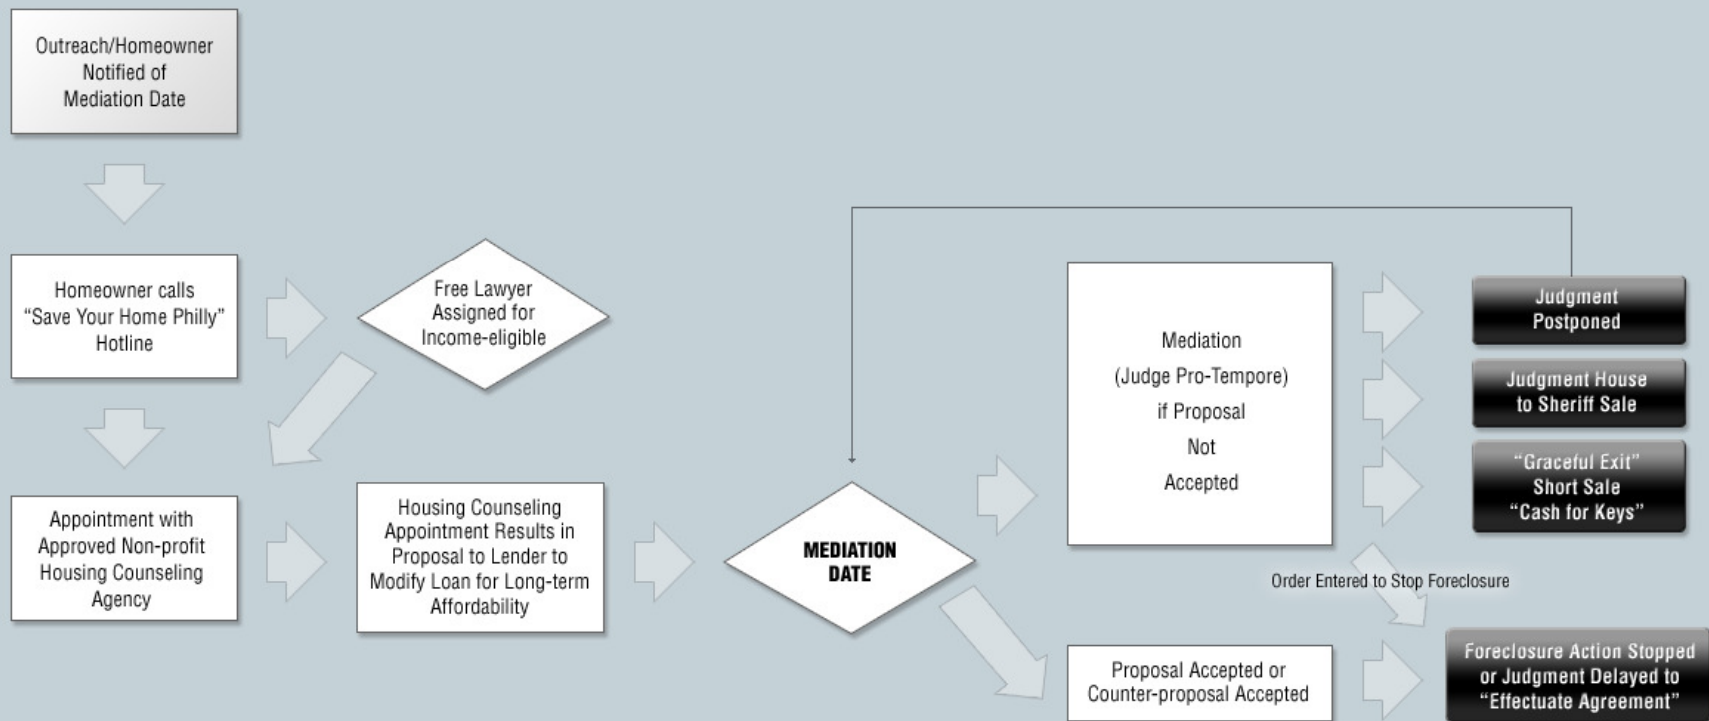 Outreach/Homeowner
Notified of
Mediation Date
Homeowner calls
“Save Your Home Philly”
Hotline
Free Lawyer
Assigned for
Income-eligible
Appointment with
Approved Non-profit
Housing Counseling
Agency
Housing Counseling
Appointment Results in
Proposal to Lender to
Modify Loan for Long-term
Affordability
MEDIATION
DATE
Mediation
(Judge Pro-Tempore)
if Proposal
Not
Accepted
Judgment
Postponed
Judgment House
to Sheriff Sale
“Graceful Exit”
Short Sale
“Cash for Keys”
Order Entered to Stop Foreclosure
Proposal Accepted or
Counter-proposal Accepted
Foreclosure Action Stopped
or Judgment Delayed to
“Effectuate Agreement”